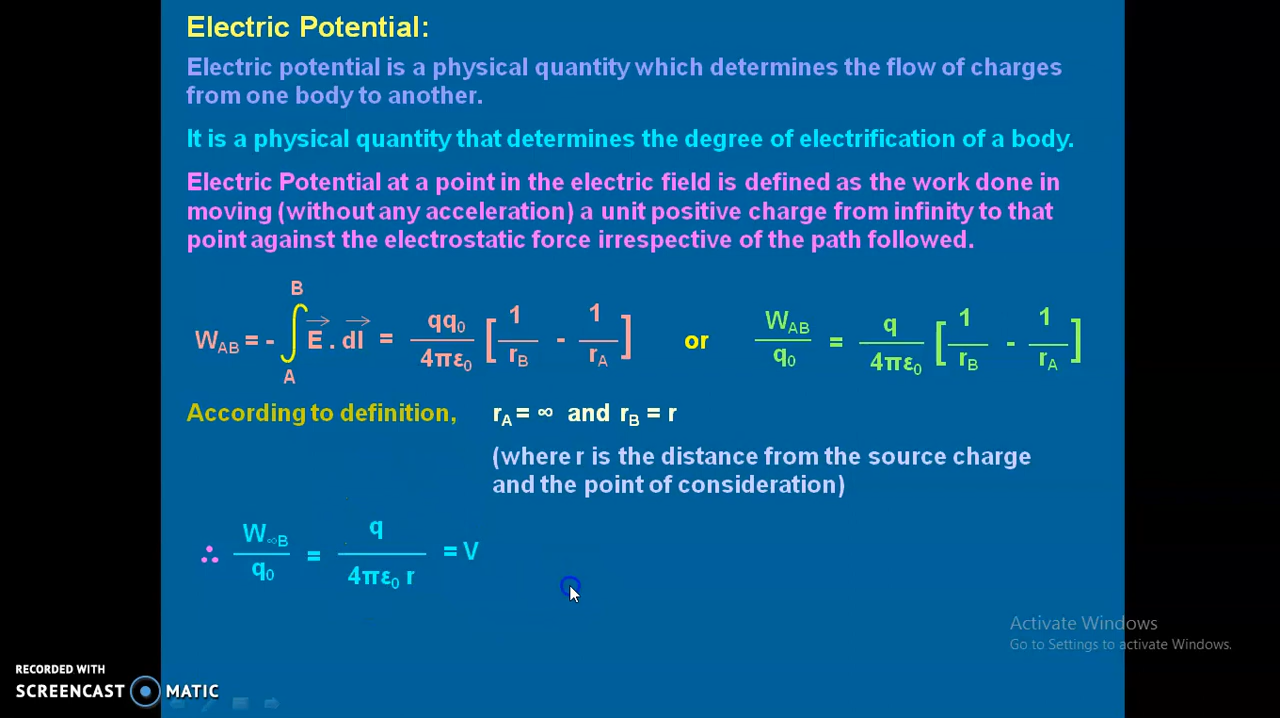 Electric Potential:
Electric potential is a physical quantity which determines the flow of charges
from one body to another.
It is a physical quantity that determines the degree of electrification of a body.
Electric Potential at a point in the electric field is defined as the work done in
moving (without any acceleration) a unit positive charge from infinity to that
point against the electrostatic force irrespective of the path followed.
W_AB = - ∫_A^B E⃗ . dl⃗ = qq₀ / 4πε₀ [ 1 / r_B - 1 / r_A ] or W_AB / q₀ = q / 4πε₀ [ 1 / r_B - 1 / r_A ]
According to definition, r_A = ∞ and r_B = r
(where r is the distance from the source charge
and the point of consideration)
∴ W_∞B / q₀ = q / 4πε₀ r = V
Activate Windows
Go to Settings to activate Windows.
RECORDED WITH
SCREENCAST MATIC